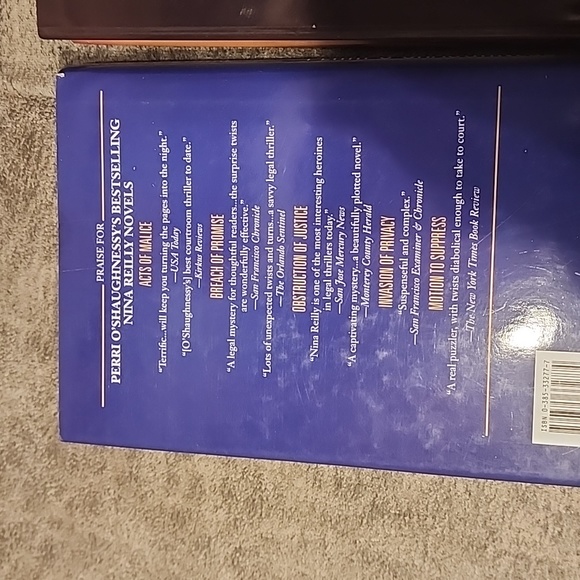 PRAISE FOR
PERRI O'SHAUGHNESSY'S BESTSELLING
NINA REILLY NOVELS
ACTS OF MALICE
"Terrific...will keep you turning the pages into the night."
—USA Today
"[O'Shaughnessy's] best courtroom thriller to date."
—Kirkus Reviews
BREACH OF PROMISE
"A legal mystery for thoughtful readers...the surprise twists
are wonderfully effective."
—San Francisco Chronicle
"Lots of unexpected twists and turns...a savvy legal thriller."
—The Orlando Sentinel
OBSTRUCTION OF JUSTICE
"Nina Reilly is one of the most interesting heroines
in legal thrillers today."
—San Jose Mercury News
"A captivating mystery...a beautifully plotted novel."
—Monterey County Herald
INVASION OF PRIVACY
"Suspenseful and complex."
—San Francisco Examiner & Chronicle
MOTION TO SUPPRESS
"A real puzzler, with twists diabolical enough to take to court."
—The New York Times Book Review
ISBN 0-385-33277-7